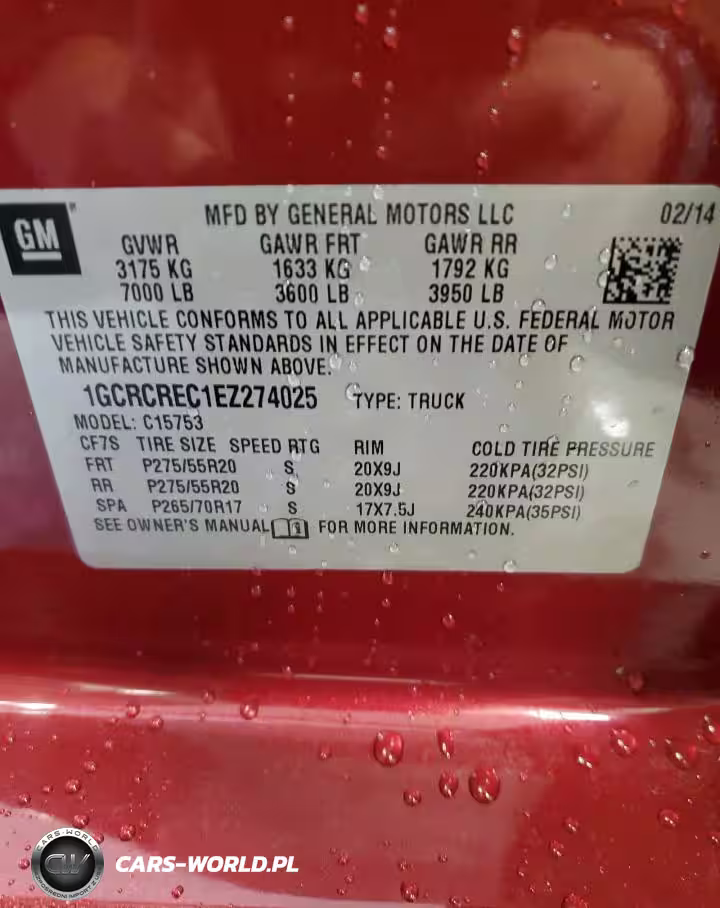 GM
MFD BY GENERAL MOTORS LLC 02/14
GVWR GAWR FRT GAWR RR
3175 KG 1633 KG 1792 KG
7000 LB 3600 LB 3950 LB
THIS VEHICLE CONFORMS TO ALL APPLICABLE U.S. FEDERAL MOTOR
VEHICLE SAFETY STANDARDS IN EFFECT ON THE DATE OF
MANUFACTURE SHOWN ABOVE.
1GCRCREC1EZ274025 TYPE: TRUCK
MODEL: C15753
CF7S TIRE SIZE SPEED RTG RIM COLD TIRE PRESSURE
FRT P275/55R20 S 20X9J 220KPA(32PSI)
RR P275/55R20 S 20X9J 220KPA(32PSI)
SPA P265/70R17 S 17X7.5J 240KPA(35PSI)
SEE OWNER'S MANUAL FOR MORE INFORMATION.
CARS-WORLD
CW
CARS-WORLD.PL